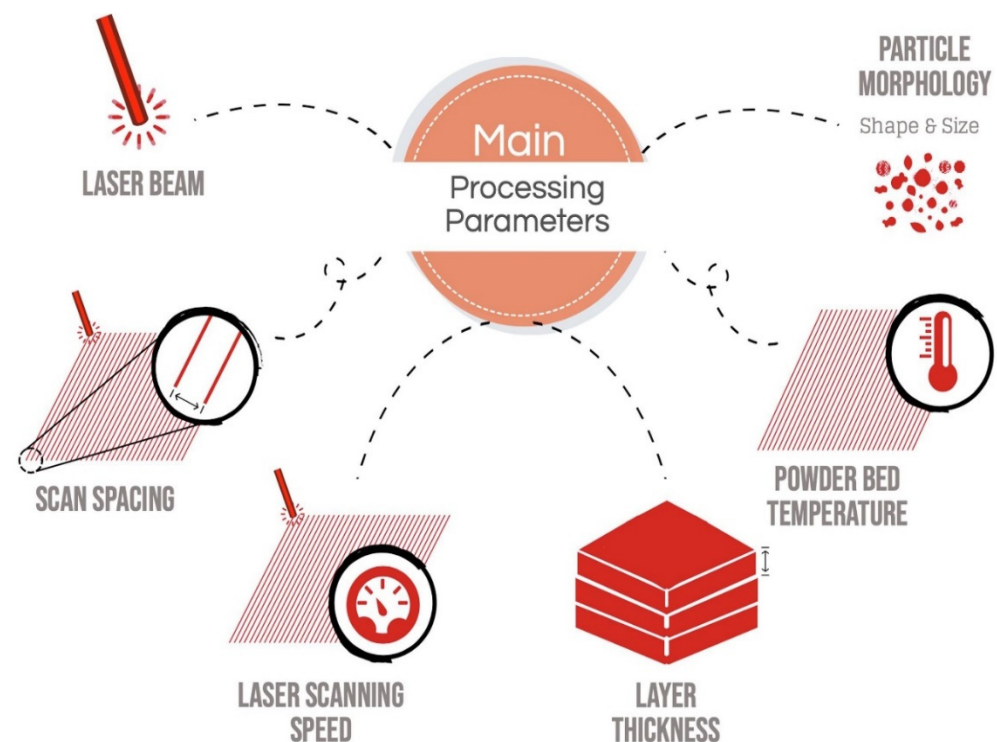 Main
Processing
Parameters
PARTICLE
MORPHOLOGY
Shape & Size
LASER BEAM
SCAN SPACING
POWDER BED
TEMPERATURE
LASER SCANNING
SPEED
LAYER
THICKNESS